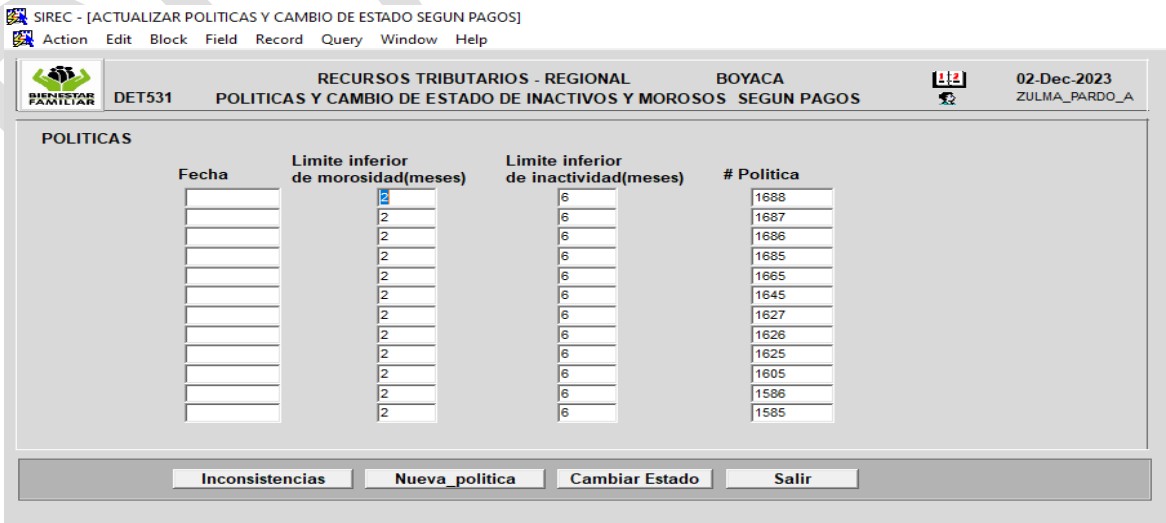 SIREC - [ACTUALIZAR POLITICAS Y CAMBIO DE ESTADO SEGUN PAGOS]
Action Edit Block Field Record Query Window Help
BIENESTAR
FAMILIAR
DET531
RECURSOS TRIBUTARIOS - REGIONAL BOYACA
POLITICAS Y CAMBIO DE ESTADO DE INACTIVOS Y MOROSOS SEGUN PAGOS
02-Dec-2023
ZULMA_PARDO_A
POLITICAS
Fecha
Limite inferior
de morosidad(meses)
Limite inferior
de inactividad(meses)
# Politica
2 6 1688
2 6 1687
2 6 1686
2 6 1685
2 6 1665
2 6 1645
2 6 1627
2 6 1626
2 6 1625
2 6 1605
2 6 1586
2 6 1585
Inconsistencias Nueva_politica Cambiar Estado Salir